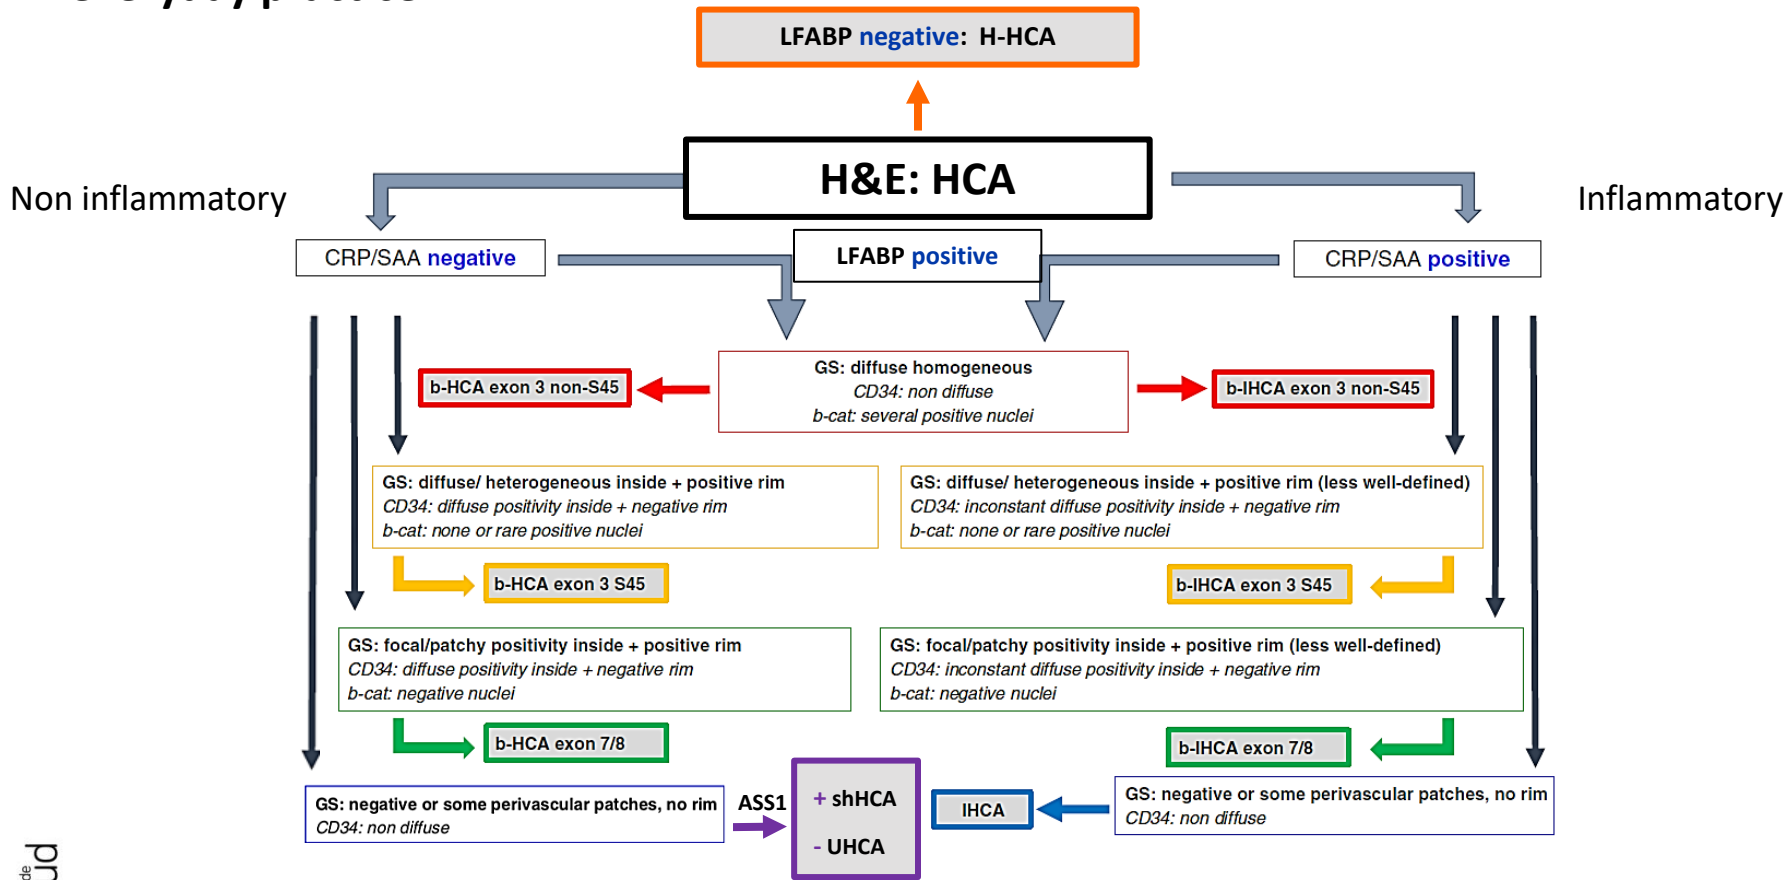 LFABP negative: H-HCA
H&E: HCA
Non inflammatory
Inflammatory
CRP/SAA negative
LFABP positive
CRP/SAA positive
GS: diffuse homogeneous
CD34: non diffuse
b-cat: several positive nuclei
b-HCA exon 3 non-S45
b-IHCA exon 3 non-S45
GS: diffuse/ heterogeneous inside + positive rim
CD34: diffuse positivity inside + negative rim
b-cat: none or rare positive nuclei
GS: diffuse/ heterogeneous inside + positive rim (less well-defined)
CD34: inconstant diffuse positivity inside + negative rim
b-cat: none or rare positive nuclei
b-HCA exon 3 S45
b-IHCA exon 3 S45
GS: focal/patchy positivity inside + positive rim
CD34: diffuse positivity inside + negative rim
b-cat: negative nuclei
GS: focal/patchy positivity inside + positive rim (less well-defined)
CD34: inconstant diffuse positivity inside + negative rim
b-cat: negative nuclei
b-HCA exon 7/8
b-IHCA exon 7/8
GS: negative or some perivascular patches, no rim
CD34: non diffuse
ASS1
+ shHCA
- UHCA
IHCA
GS: negative or some perivascular patches, no rim
CD34: non diffuse
de